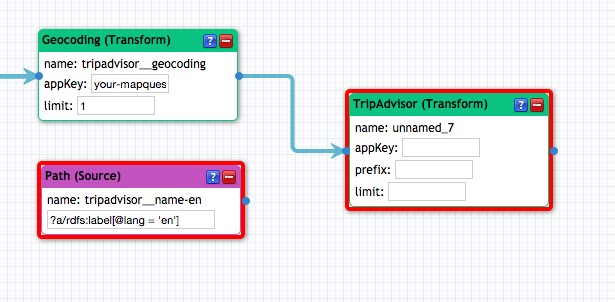 Geocoding (Transform) ?
name: tripadvisor__geocoding
appKey: your-mapques
limit: 1
TripAdvisor (Transform) ?
name: unnamed_7
appKey:
prefix:
limit:
Path (Source) ?
name: tripadvisor__name-en
?a/rdfs:label[@lang = 'en']